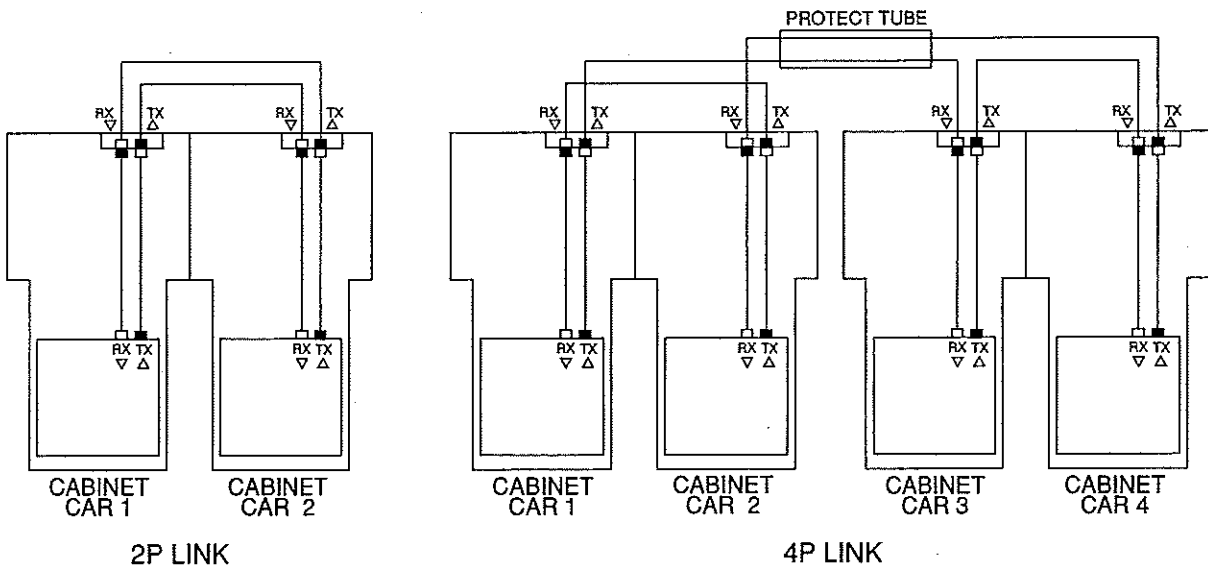 PROTECT TUBE
RX TX RX TX RX TX RX TX RX TX RX TX
RX TX RX TX RX TX RX TX RX TX RX TX
CABINET CAR 1
CABINET CAR 2
CABINET CAR 1
CABINET CAR 2
CABINET CAR 3
CABINET CAR 4
2P LINK
4P LINK